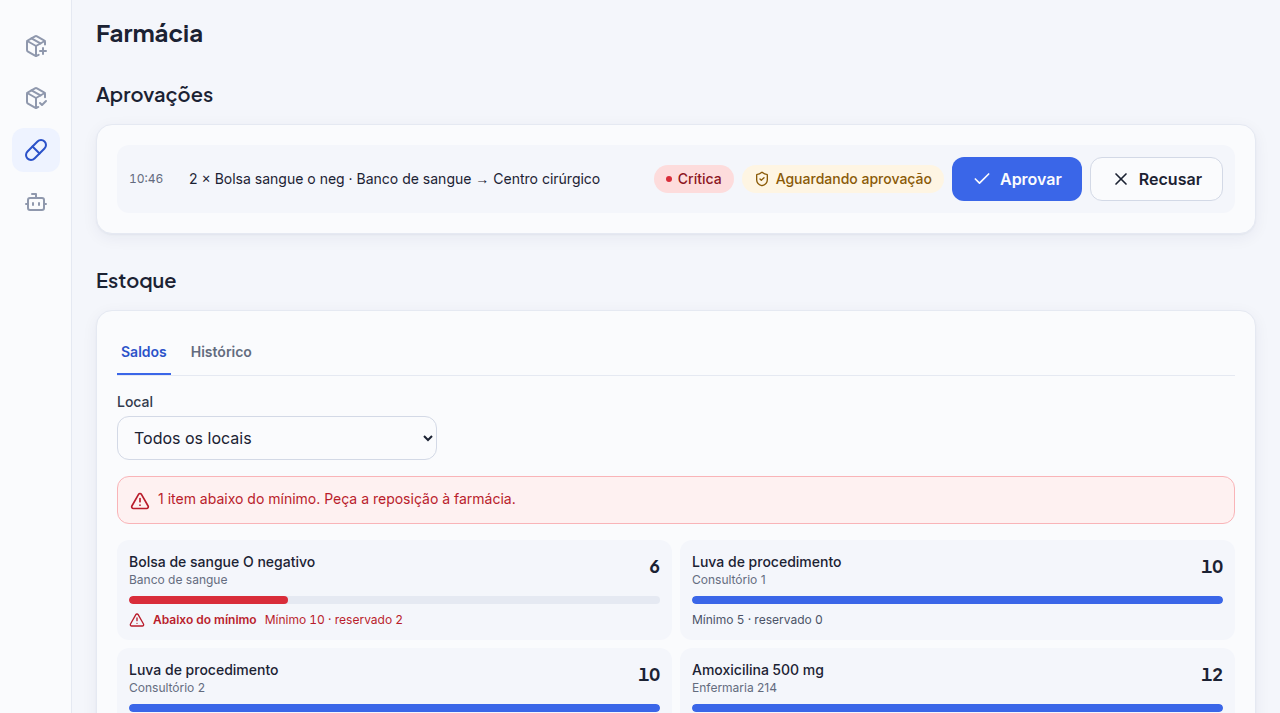 Farmácia
Aprovações
10:46 2 × Bolsa sangue o neg · Banco de sangue → Centro cirúrgico Crítica Aguardando aprovação Aprovar Recusar
Estoque
Saldos Histórico
Local
Todos os locais
1 item abaixo do mínimo. Peça a reposição à farmácia.
Bolsa de sangue O negativo 6
Banco de sangue
Abaixo do mínimo Mínimo 10 · reservado 2
Luva de procedimento 10
Consultório 1
Mínimo 5 · reservado 0
Luva de procedimento 10
Consultório 2
Amoxicilina 500 mg 12
Enfermaria 214